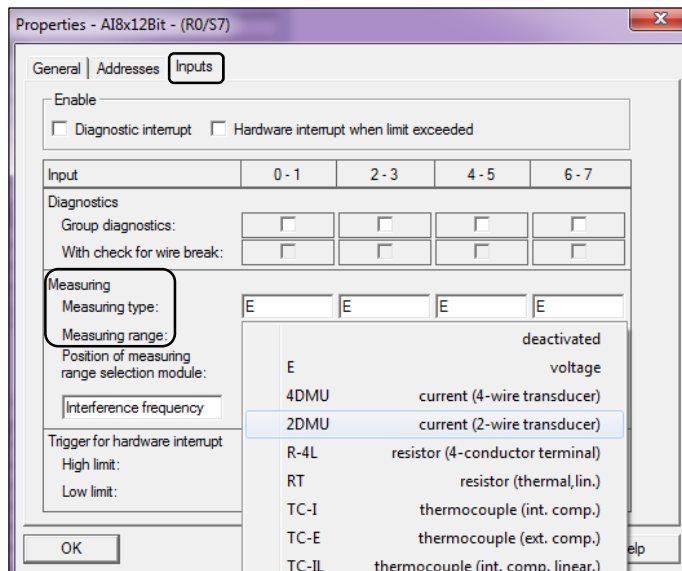 Properties - AI8x12Bit - (R0/S7)
X
General Addresses Inputs
Enable
Diagnostic interrupt Hardware interrupt when limit exceeded
Input 0 - 1 2 - 3 4 - 5 6 - 7
Diagnostics
Group diagnostics:
With check for wire break:
Measuring
Measuring type: E E E E
Measuring range:
deactivated
Position of measuring
range selection module:
E voltage
4DMU current (4-wire transducer)
Interference frequency
2DMU current (2-wire transducer)
Trigger for hardware interrupt
R-4L resistor (4-conductor terminal)
High limit:
RT resistor (thermal,lin.)
Low limit:
TC-I thermocouple (int. comp.)
TC-E thermocouple (ext. comp.)
OK elp
TC-IL thermocouple (int. comp. linear.)